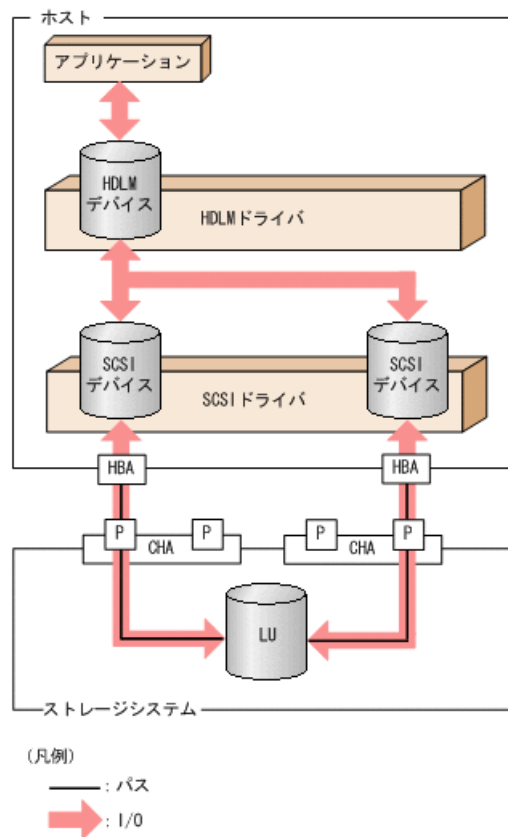 ホスト
アプリケーション
HDLM
デバイス
HDLMドライバ
SCSI
デバイス
SCSIドライバ
SCSI
デバイス
HBA
HBA
P
P
CHA
P
P
CHA
LU
ストレージシステム
(凡例)
: パス
: I/O